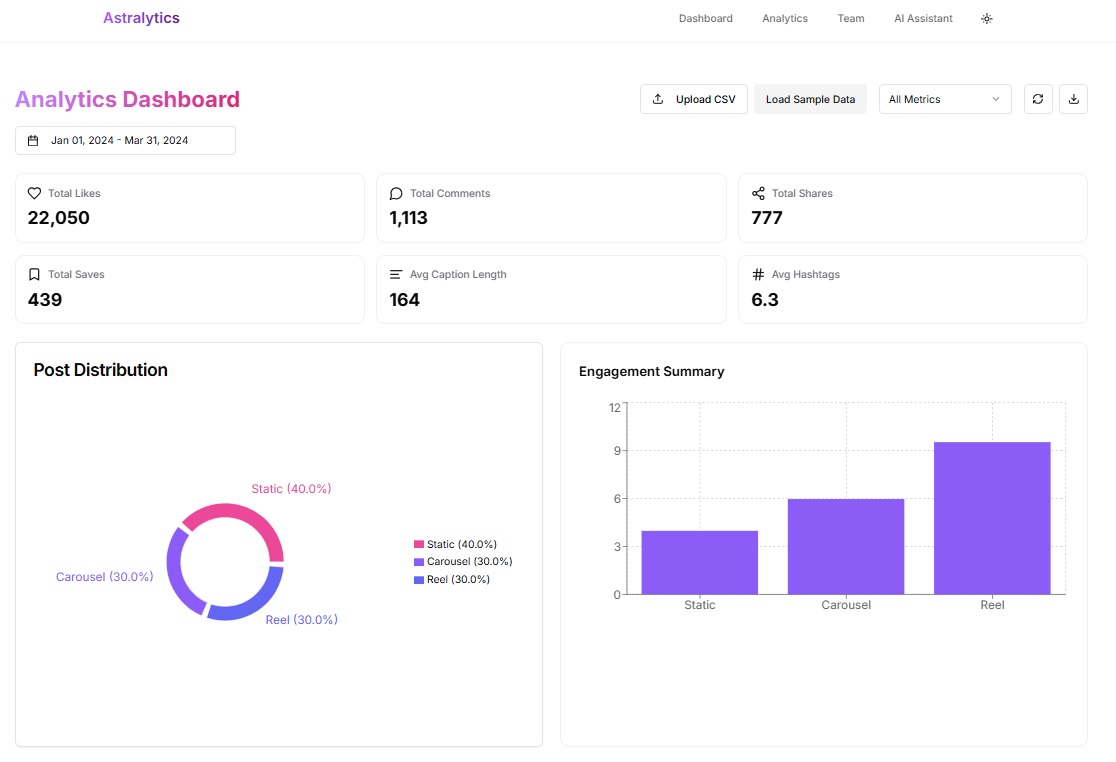 Astralytics
Dashboard
Analytics
Team
AI Assistant
Analytics Dashboard
Upload CSV
Load Sample Data
All Metrics
Jan 01, 2024 - Mar 31, 2024
Total Likes
22,050
Total Comments
1,113
Total Shares
777
Total Saves
439
Avg Caption Length
164
Avg Hashtags
6.3
Post Distribution
Static (40.0%)
Carousel (30.0%)
Reel (30.0%)
Static (40.0%)
Carousel (30.0%)
Reel (30.0%)
Engagement Summary
12
9
6
3
0
Static
Carousel
Reel